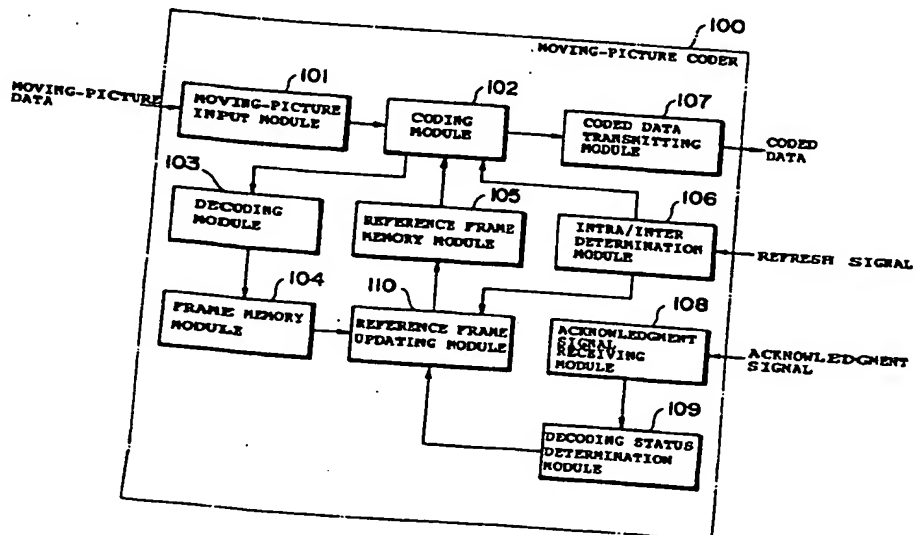 100
MOVING-PICTURE CODER
MOVING-PICTURE
DATA
101
MOVING-PICTURE
INPUT MODULE
102
CODING
MODULE
107
CODED DATA
TRANSMITTING
MODULE
CODED
DATA
103
DECODING
MODULE
105
REFERENCE FRAME
MEMORY MODULE
106
INTRA/INTER
DETERMINATION
MODULE
REFRESH SIGNAL
104
FRAME MEMORY
MODULE
110
REFERENCE FRAME
UPDATING MODULE
108
ACKNOWLEDGMENT
SIGNAL
RECEIVING
MODULE
ACKNOWLEDGMENT
SIGNAL
109
DECODING STATUS
DETERMINATION
MODULE